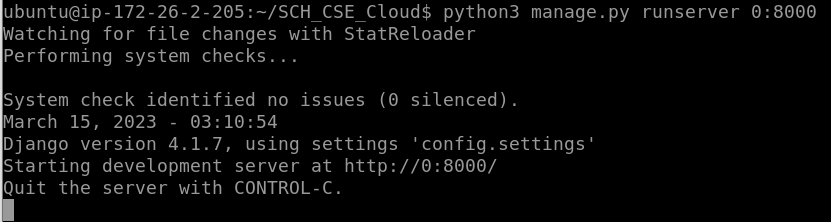 ubuntu@ip-172-26-2-205:~/SCH_CSE_Cloud$ python3 manage.py runserver 0:8000
Watching for file changes with StatReloader
Performing system checks...
System check identified no issues (0 silenced).
March 15, 2023 - 03:10:54
Django version 4.1.7, using settings 'config.settings'
Starting development server at http://0:8000/
Quit the server with CONTROL-C.